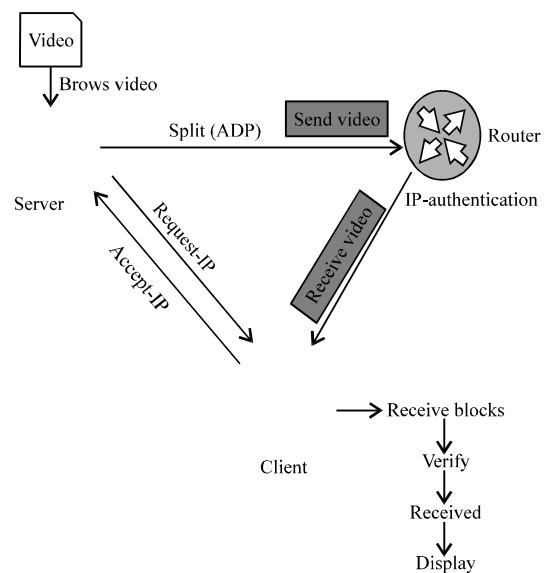 Video
Brows video
Send video
Split (ADP)
Router
IP-authentication
Server
Request-IP
Accept-IP
Receive video
Receive blocks
Verify
Client
Received
Display